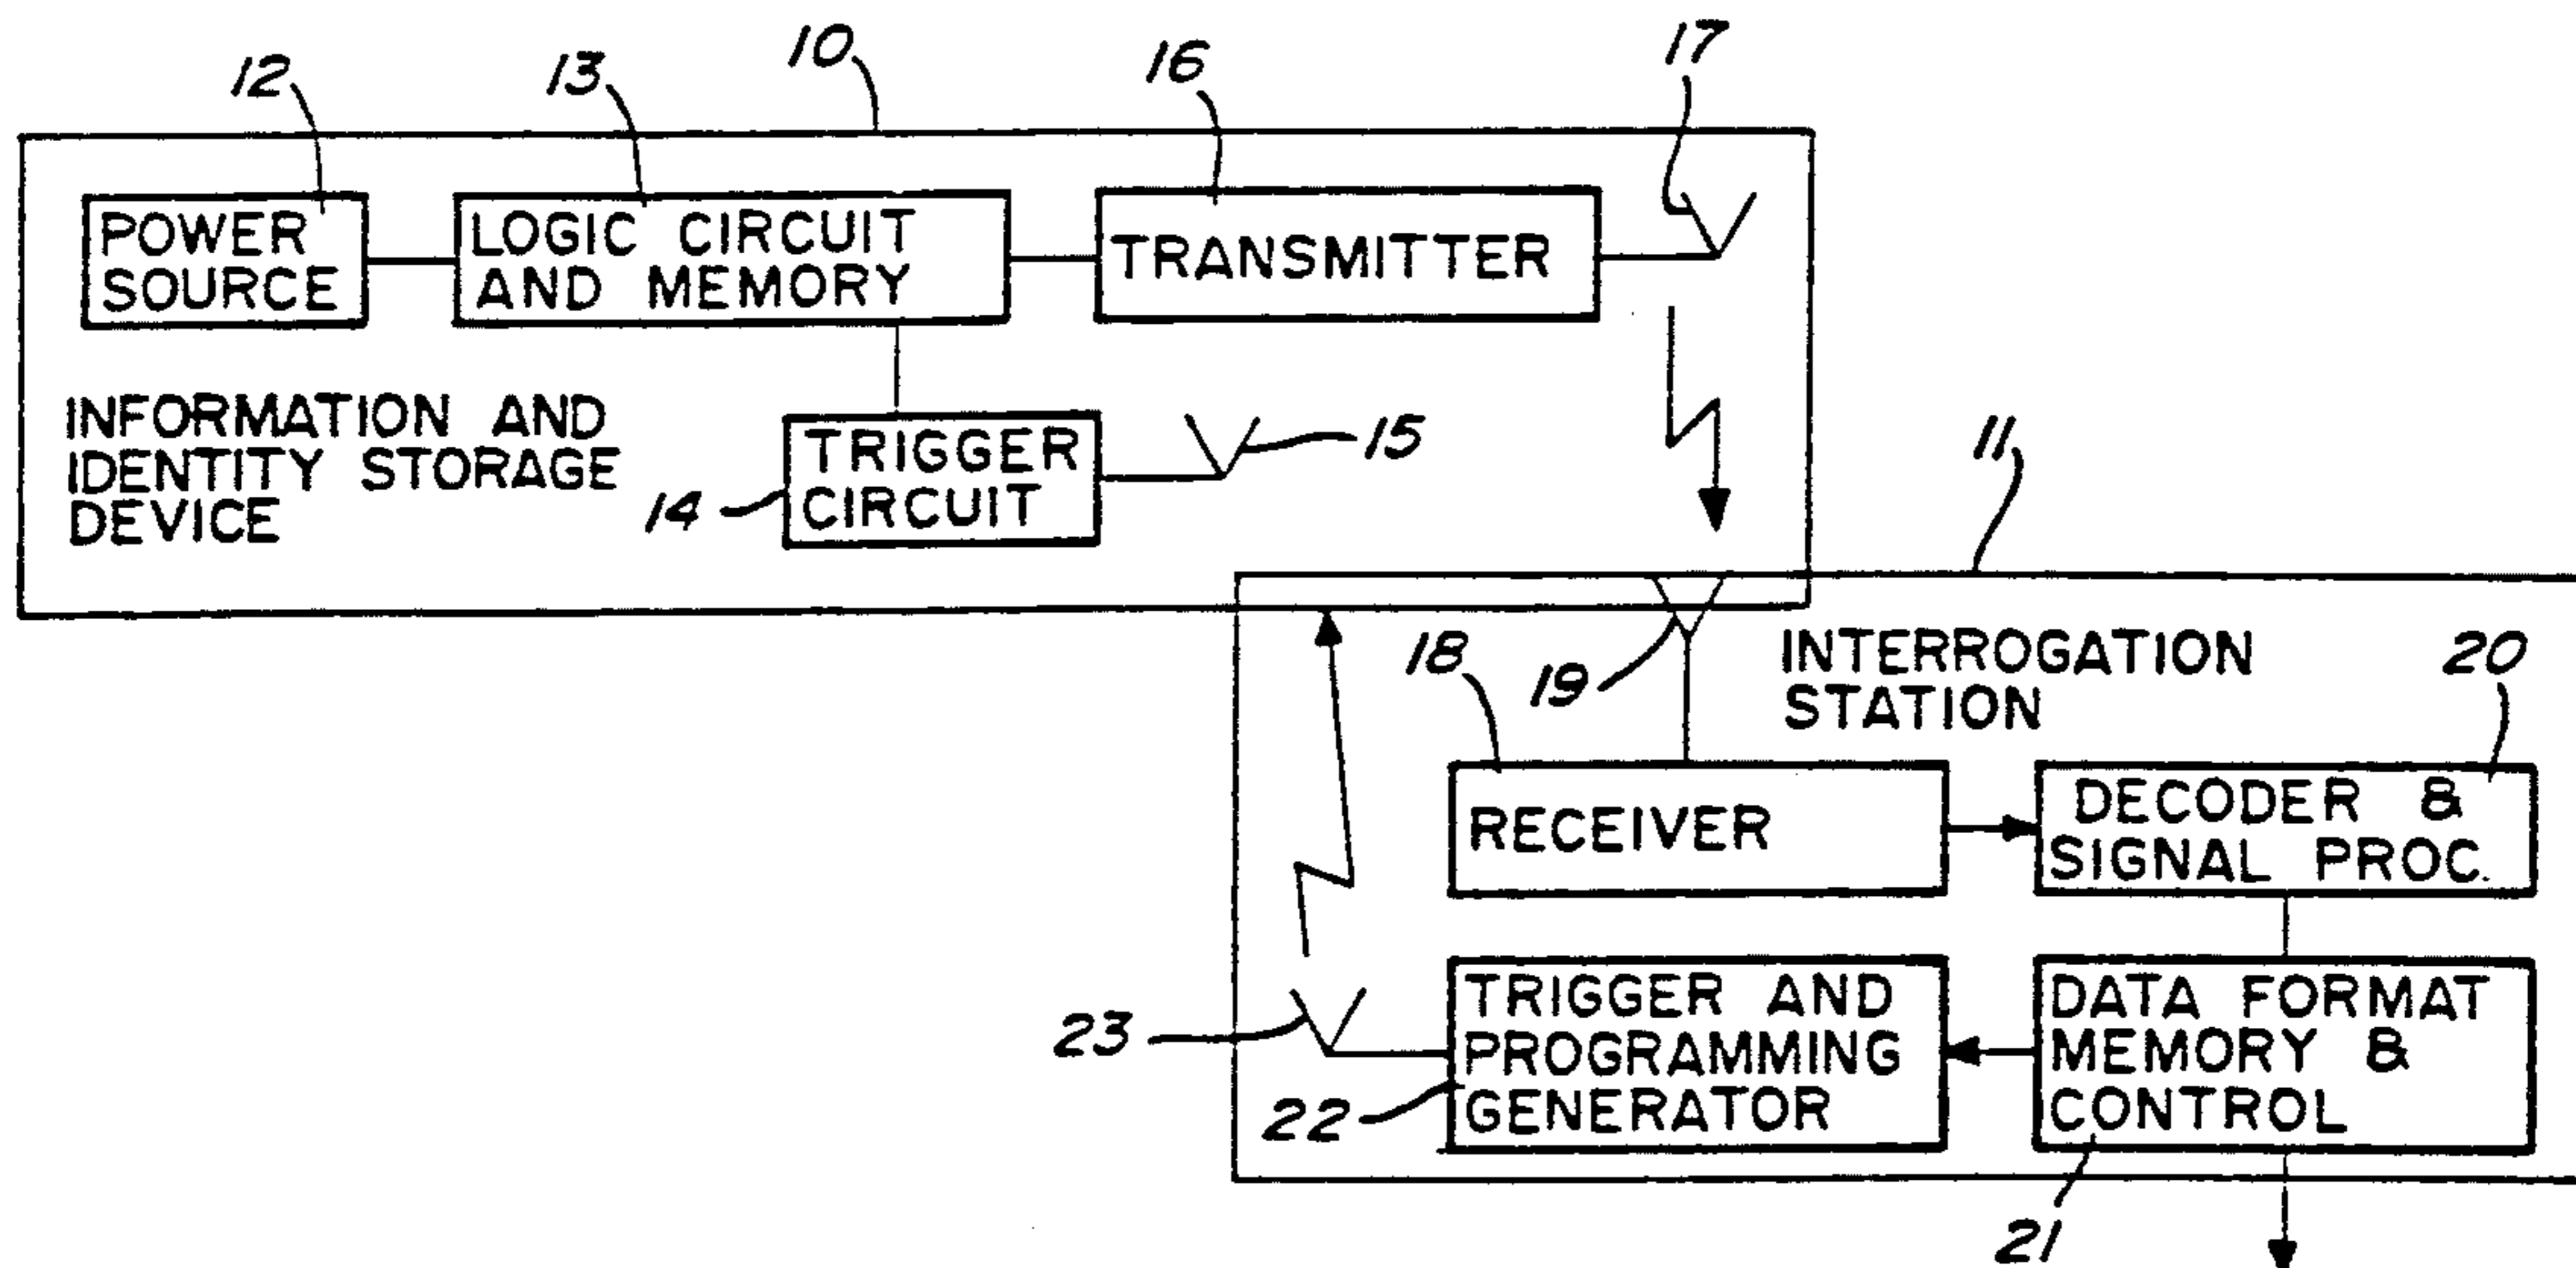 10
17
12
13
16
POWER
SOURCE
LOGIC CIRCUIT
AND MEMORY
TRANSMITTER
INFORMATION AND
IDENTITY STORAGE
DEVICE
TRIGGER
CIRCUIT
14
15
11
18
19
INTERROGATION
STATION
20
RECEIVER
DECODER &
SIGNAL PROC.
23
22
TRIGGER AND
PROGRAMMING
GENERATOR
DATA FORMAT
MEMORY &
CONTROL
21